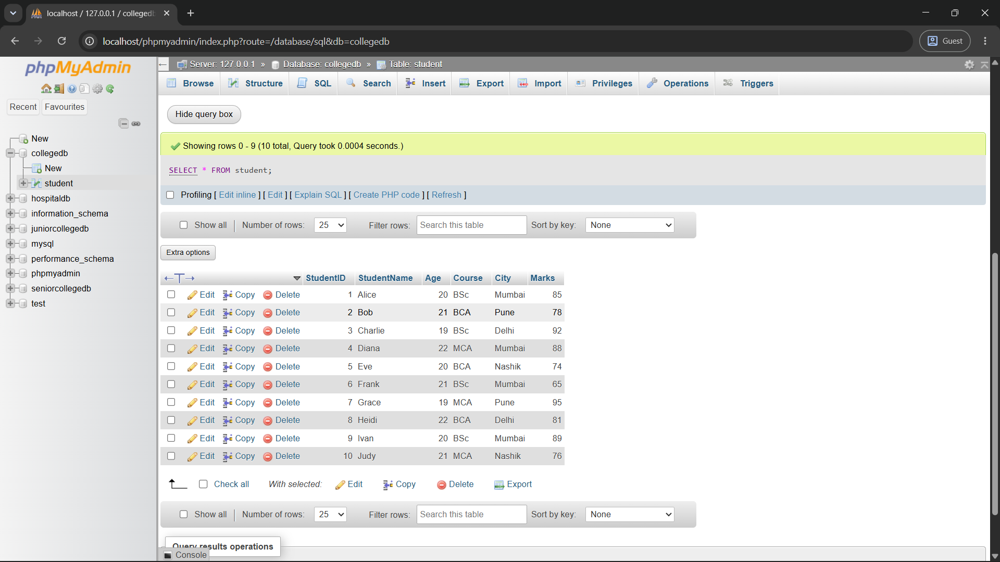 localhost / 127.0.0.1 / collegedb
localhost/phpmyadmin/index.php?route=/database/sql&db=collegedb
Guest
phpMyAdmin
Recent Favourites
New
collegedb
New
student
hospitaldb
information_schema
juniorcollegedb
mysql
performance_schema
phpmyadmin
seniorcollegedb
test
Server: 127.0.0.1 » Database: collegedb » Table: student
Browse Structure SQL Search Insert Export Import Privileges Operations Triggers
Hide query box
Showing rows 0 - 9 (10 total, Query took 0.0004 seconds.)
SELECT * FROM student;
Profiling [ Edit inline ] [ Edit ] [ Explain SQL ] [ Create PHP code ] [ Refresh ]
Show all | Number of rows: 25 Filter rows: Search this table Sort by key: None
Extra options
←T→ StudentID StudentName Age Course City Marks
Edit Copy Delete 1 Alice 20 BSc Mumbai 85
Edit Copy Delete 2 Bob 21 BCA Pune 78
Edit Copy Delete 3 Charlie 19 BSc Delhi 92
Edit Copy Delete 4 Diana 22 MCA Mumbai 88
Edit Copy Delete 5 Eve 20 BCA Nashik 74
Edit Copy Delete 6 Frank 21 BSc Mumbai 65
Edit Copy Delete 7 Grace 19 MCA Pune 95
Edit Copy Delete 8 Heidi 22 BCA Delhi 81
Edit Copy Delete 9 Ivan 20 BSc Mumbai 89
Edit Copy Delete 10 Judy 21 MCA Nashik 76
Check all With selected: Edit Copy Delete Export
Show all | Number of rows: 25 Filter rows: Search this table Sort by key: None
Query results operations
Console